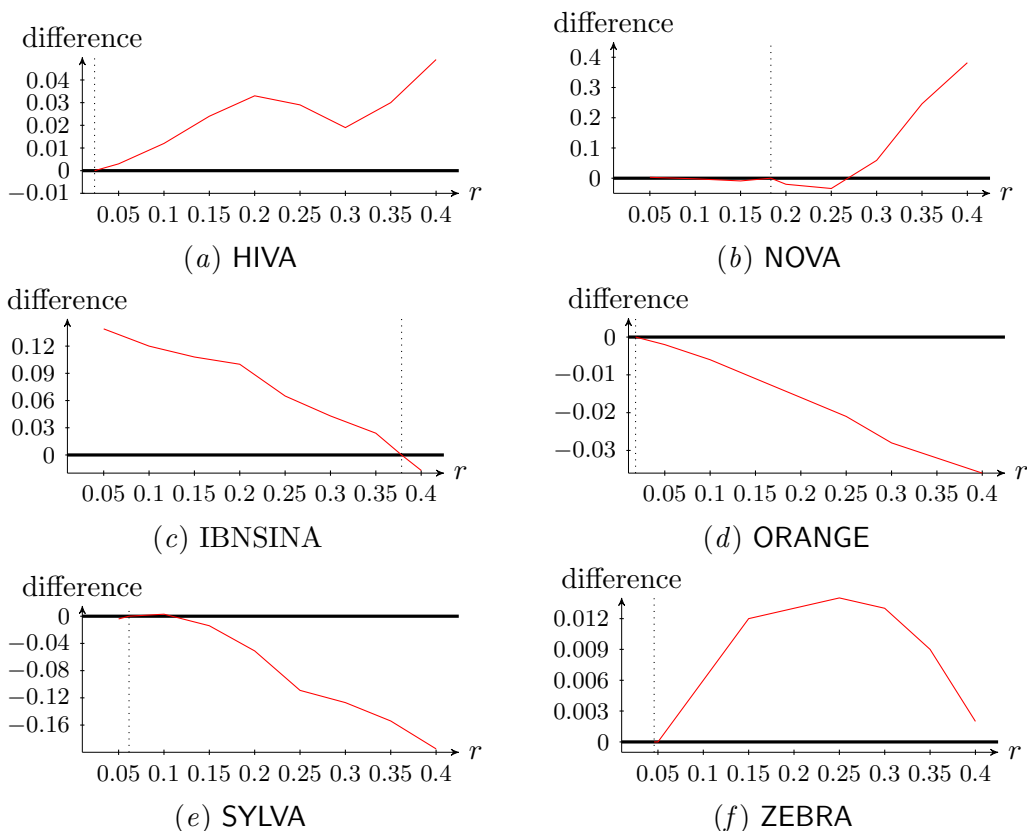 difference
0.04
0.03
0.02
0.01
0
−0.01
0.05 0.1 0.15 0.2 0.25 0.3 0.35 0.4
r
(a) HIVA
difference
0.4
0.3
0.2
0.1
0
0.05 0.1 0.15 0.2 0.25 0.3 0.35 0.4
r
(b) NOVA
difference
0.12
0.09
0.06
0.03
0
0.05 0.1 0.15 0.2 0.25 0.3 0.35 0.4
r
(c) IBNSINA
difference
0
−0.01
−0.02
−0.03
0.05 0.1 0.15 0.2 0.25 0.3 0.35 0.4
r
(d) ORANGE
difference
0
−0.04
−0.08
−0.12
−0.16
0.05 0.1 0.15 0.2 0.25 0.3 0.35 0.4
r
(e) SYLVA
difference
0.012
0.009
0.006
0.003
0
0.05 0.1 0.15 0.2 0.25 0.3 0.35 0.4
r
(f) ZEBRA